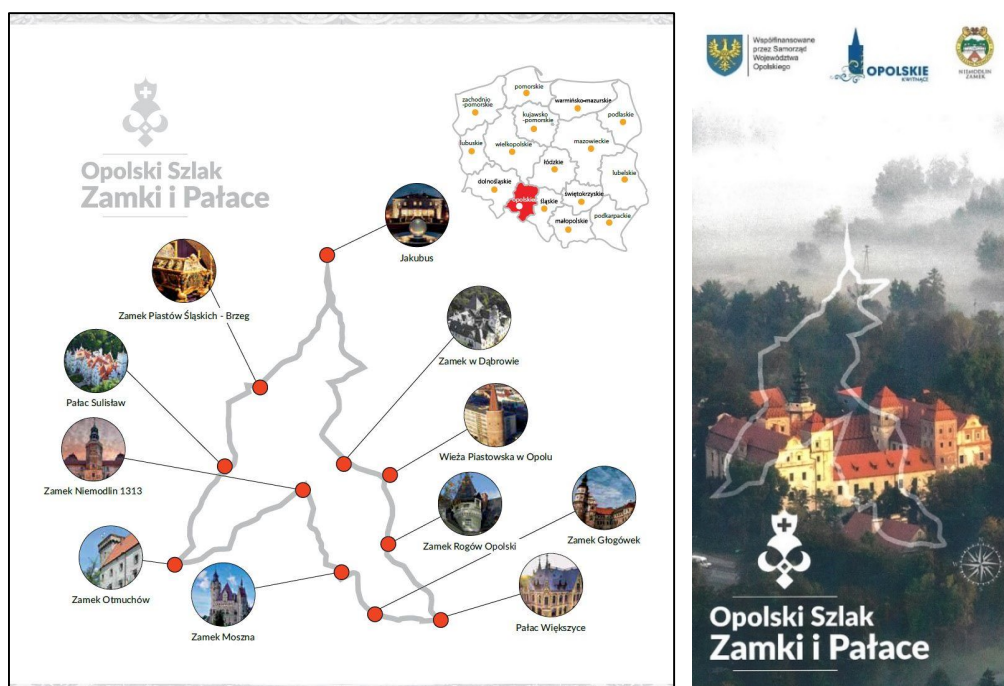 Opolski Szlak
Zamki i Pałace
pomorskie
zachodnio
-pomorskie
warmińsko-mazurskie
podlaskie
kujawsko
-pomorskie
lubuskie
wielkopolskie
mazowieckie
łódzkie
lubelskie
dolnośląskie
opolskie
śląskie
świętokrzyskie
małopolskie
podkarpackie
Jakubus
Zamek Piastów Śląskich - Brzeg
Zamek w Dąbrowie
Pałac Sulisław
Wieża Piastowska w Opolu
Zamek Niemodlin 1313
Zamek Rogów Opolski
Zamek Głogówek
Zamek Otmuchów
Zamek Moszna
Pałac Większyce
Współfinansowane
przez Samorząd
Województwa
Opolskiego
OPOLSKIE
KWITNĄCE
NIEMODLIN
ZAMEK
N
E
S
W
Opolski Szlak
Zamki i Pałace